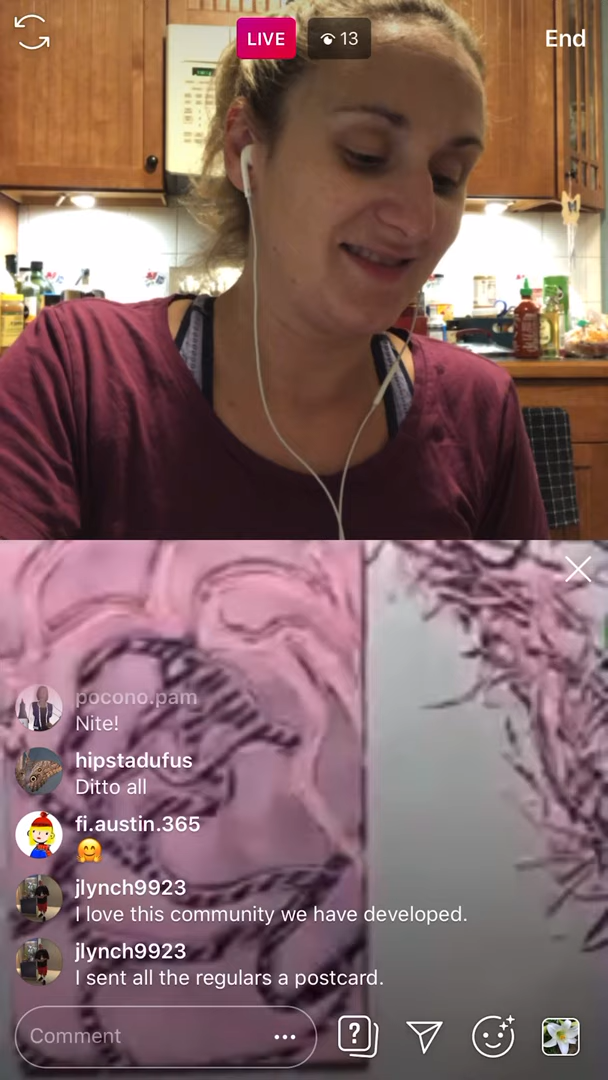 LIVE
13
End
pocono.pam
Nite!
hipstadufus
Ditto all
fi.austin.365
🤗
jlynch9923
I love this community we have developed.
jlynch9923
I sent all the regulars a postcard.
Comment